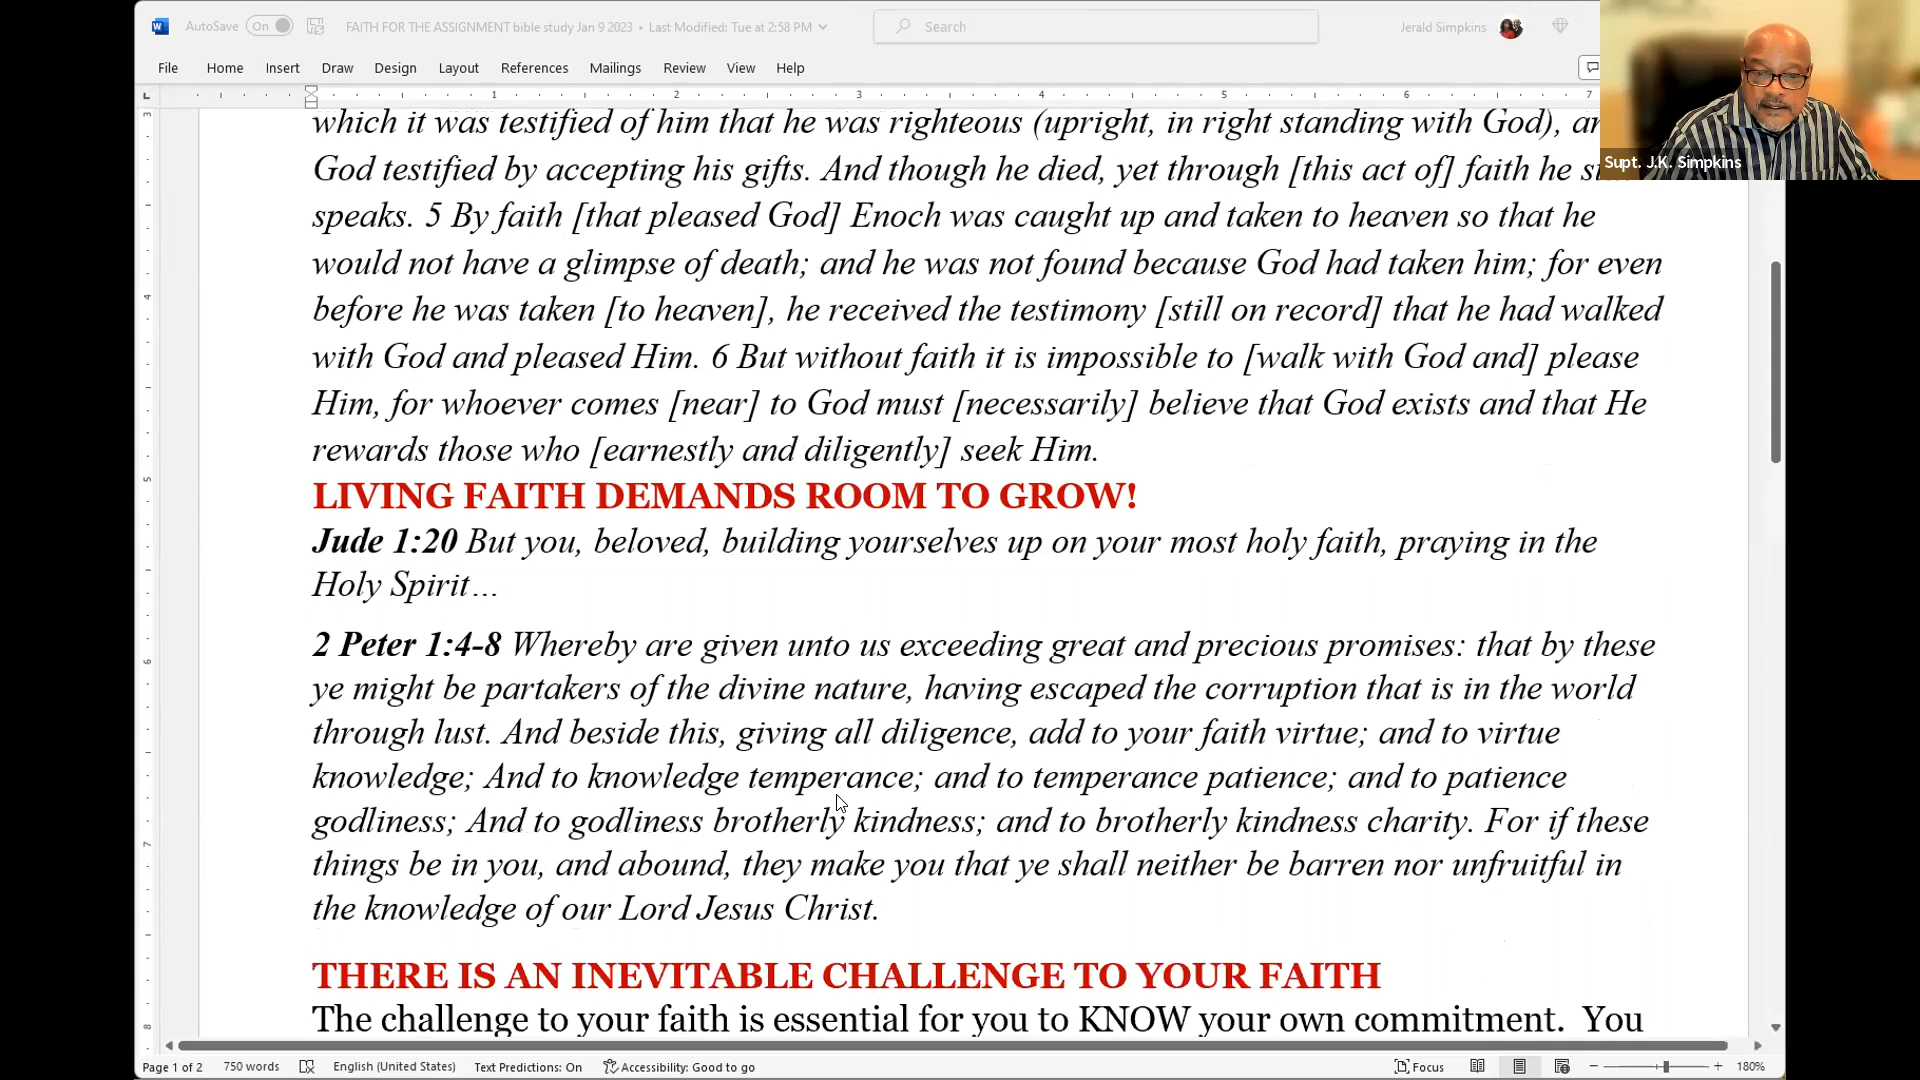 AutoSave On FAITH FOR THE ASSIGNMENT bible study Jan 9 2023 • Last Modified: Tue at 2:58 PM Search Jerald Simpkins
File Home Insert Draw Design Layout References Mailings Review View Help
1 2 3 4 5 6 7
which it was testified of him that he was righteous (upright, in right standing with God),
God testified by accepting his gifts. And though he died, yet through [this act of] faith he
Supt. J.K. Simpkins
speaks. 5 By faith [that pleased God] Enoch was caught up and taken to heaven so that he
would not have a glimpse of death; and he was not found because God had taken him; for even
before he was taken [to heaven], he received the testimony [still on record] that he had walked
with God and pleased Him. 6 But without faith it is impossible to [walk with God and] please
Him, for whoever comes [near] to God must [necessarily] believe that God exists and that He
rewards those who [earnestly and diligently] seek Him.
LIVING FAITH DEMANDS ROOM TO GROW!
Jude 1:20 But you, beloved, building yourselves up on your most holy faith, praying in the
Holy Spirit…
2 Peter 1:4-8 Whereby are given unto us exceeding great and precious promises: that by these
ye might be partakers of the divine nature, having escaped the corruption that is in the world
through lust. And beside this, giving all diligence, add to your faith virtue; and to virtue
knowledge; And to knowledge temperance; and to temperance patience; and to patience
godliness; And to godliness brotherly kindness; and to brotherly kindness charity. For if these
things be in you, and abound, they make you that ye shall neither be barren nor unfruitful in
the knowledge of our Lord Jesus Christ.
THERE IS AN INEVITABLE CHALLENGE TO YOUR FAITH
The challenge to your faith is essential for you to KNOW your own commitment. You
Page 1 of 2 750 words English (United States) Text Predictions: On Accessibility: Good to go Focus 180%